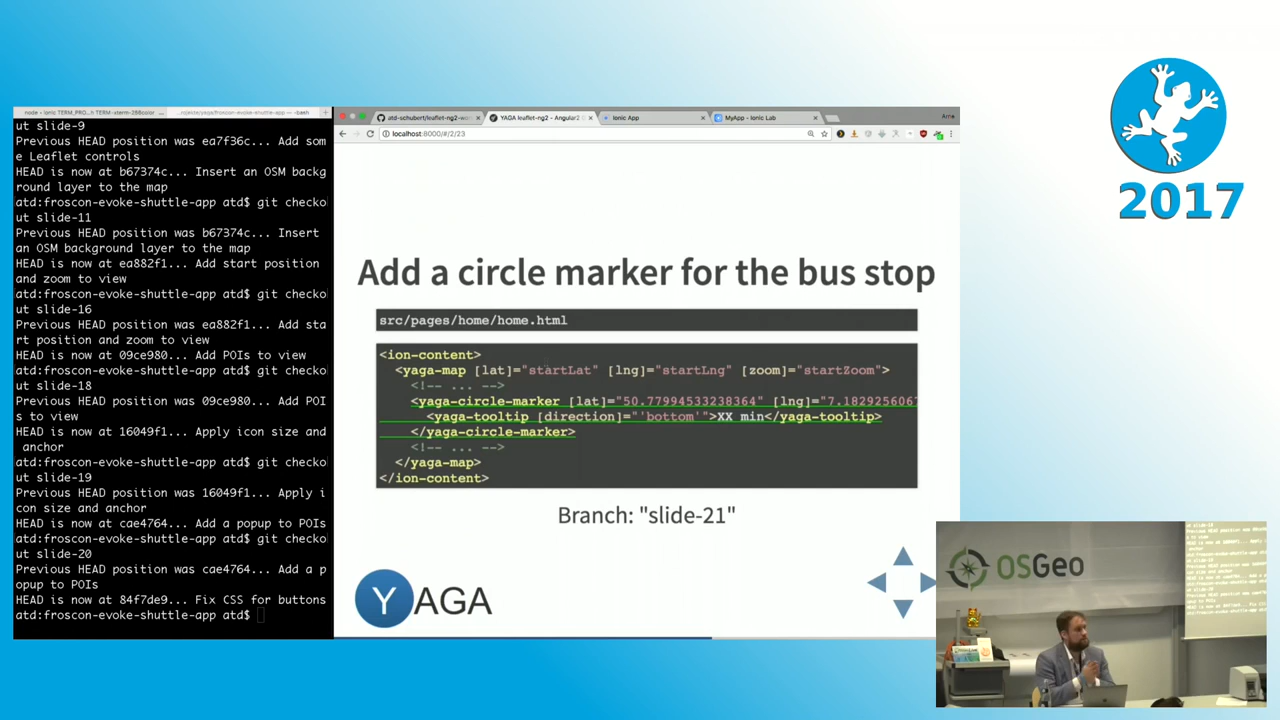 ut slide-9
Previous HEAD position was ea7f36c... Add som
e Leaflet controls
HEAD is now at b67374c... Insert an OSM backg
round layer to the map
atd:froscon-evoke-shuttle-app atd$ git checko
ut slide-11
Previous HEAD position was b67374c... Insert
an OSM background layer to the map
HEAD is now at ea882f1... Add start position
and zoom to view
atd:froscon-evoke-shuttle-app atd$ git checko
ut slide-16
Previous HEAD position was ea882f1... Add sta
rt position and zoom to view
HEAD is now at 09ce980... Add POIs to view
atd:froscon-evoke-shuttle-app atd$ git checko
ut slide-18
Previous HEAD position was 09ce980... Add POI
s to view
HEAD is now at 16049f1... Apply icon size and
anchor
atd:froscon-evoke-shuttle-app atd$ git checko
ut slide-19
Previous HEAD position was 16049f1... Apply i
con size and anchor
HEAD is now at cae4764... Add a popup to POIs
atd:froscon-evoke-shuttle-app atd$ git checko
ut slide-20
Previous HEAD position was cae4764... Add a p
opup to POIs
HEAD is now at 84f7de9... Fix CSS for buttons
atd:froscon-evoke-shuttle-app atd$
atd-schubert/leaflet-ng2-wor
YAGA leaflet-ng2 - Angular2
Ionic App
MyApp - Ionic Lab
localhost:8000/#/2/23
Add a circle marker for the bus stop
src/pages/home/home.html
<ion-content>
<yaga-map [lat]="startLat" [lng]="startLng" [zoom]="startZoom">
<!-- ... -->
<yaga-circle-marker [lat]="50.77994533238364" [lng]="7.1829256067
<yaga-tooltip [direction]="'bottom'">XX min</yaga-tooltip>
</yaga-circle-marker>
<!-- ... -->
</yaga-map>
</ion-content>
Branch: "slide-21"
YAGA
2017
OSGeo